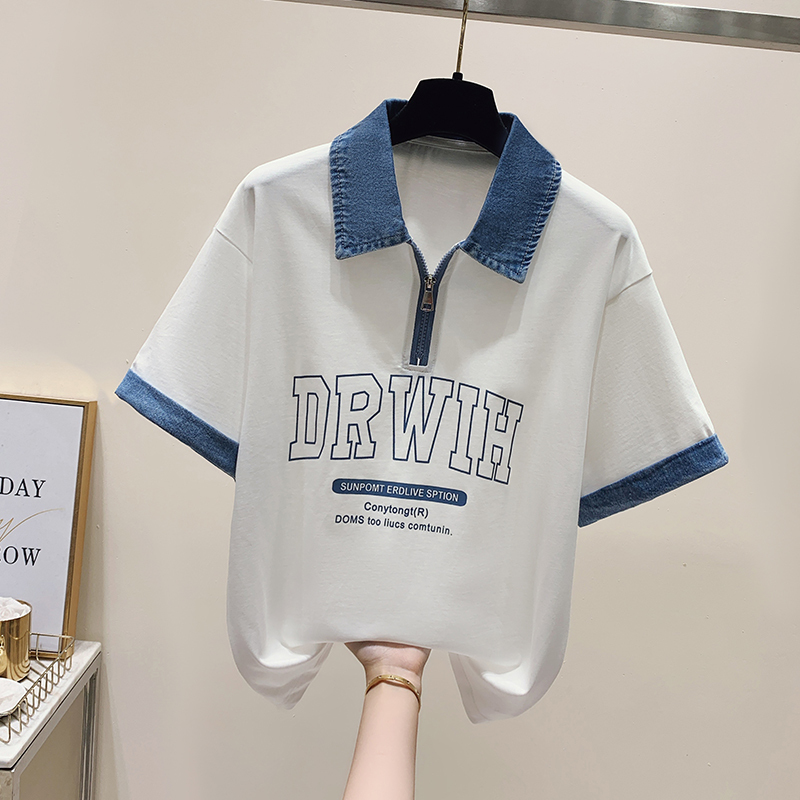 DRWIH
SUNPOMT ERDLIVE SPTION
Conytongt(R)
DOMS too liucs comtunin.
DAY
OW